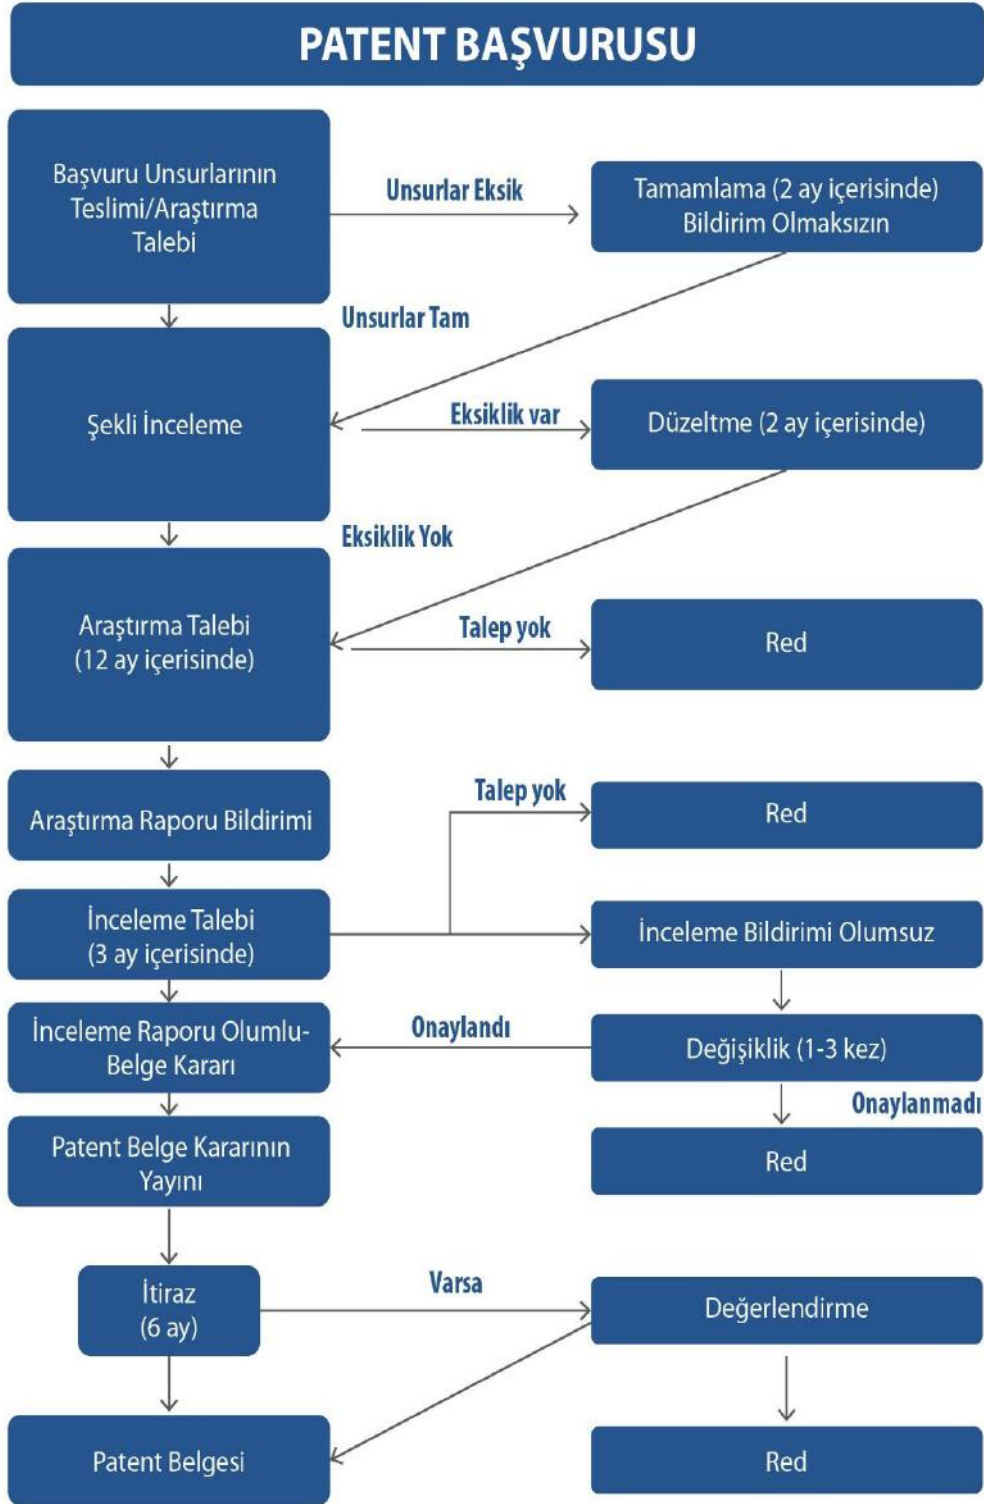 PATENT BAŞVURUSU
Başvuru Unsurlarının
Teslimi/Araştırma
Talebi
Unsurlar Eksik
Tamamlama (2 ay içerisinde)
Bildirim Olmaksızın
Unsurlar Tam
Şekli İnceleme
Eksiklik var
Düzeltme (2 ay içerisinde)
Eksiklik Yok
Araştırma Talebi
(12 ay içerisinde)
Talep yok
Red
Araştırma Raporu Bildirimi
Talep yok
Red
İnceleme Talebi
(3 ay içerisinde)
İnceleme Bildirimi Olumsuz
İnceleme Raporu Olumlu-
Belge Kararı
Onaylandı
Değişiklik (1-3 kez)
Onaylanmadı
Patent Belge Kararının
Yayını
Red
İtiraz
(6 ay)
Varsa
Değerlendirme
Patent Belgesi
Red